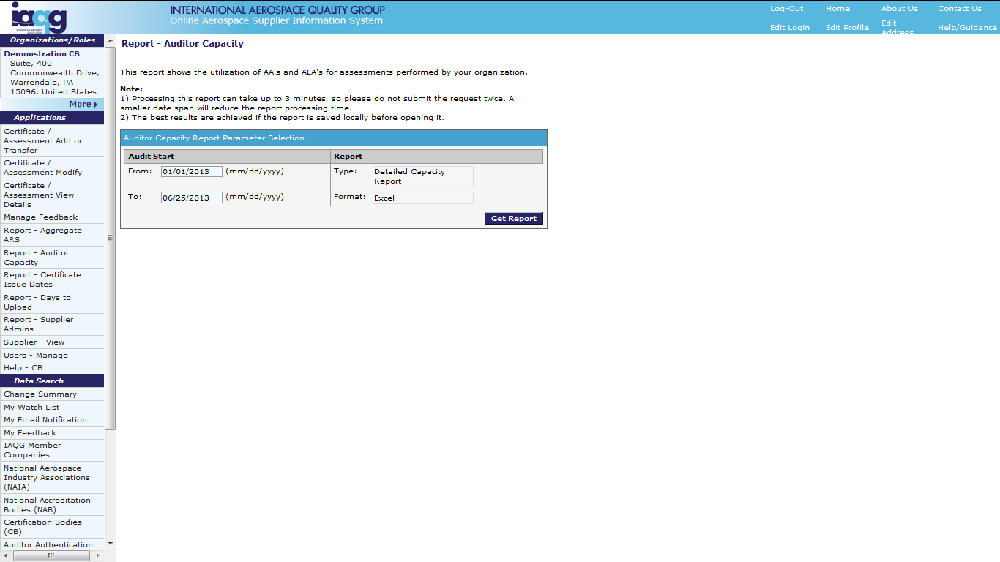 iaqg
INTERNATIONAL AEROSPACE QUALITY GROUP
Online Aerospace Supplier Information System
Log-Out
Home
About Us
Contact Us
Edit Login
Edit Profile
Edit
Address
Help/Guidance
Organizations/Roles
Demonstration CB
Suite, 400
Commonwealth Drive,
Warrendale, PA
15096, United States
More
Applications
Certificate /
Assessment Add or
Transfer
Certificate /
Assessment Modify
Certificate /
Assessment View
Details
Manage Feedback
Report - Aggregate
ARS
Report - Auditor
Capacity
Report - Certificate
Issue Dates
Report - Days to
Upload
Report - Supplier
Admins
Supplier - View
Users - Manage
Help - CB
Data Search
Change Summary
My Watch List
My Email Notification
My Feedback
IAQG Member
Companies
National Aerospace
Industry Associations
(NAIA)
National Accreditation
Bodies (NAB)
Certification Bodies
(CB)
Auditor Authentication
Report - Auditor Capacity
This report shows the utilization of AA's and AEA's for assessments performed by your organization.
Note:
1) Processing this report can take up to 3 minutes, so please do not submit the request twice. A
smaller date span will reduce the report processing time.
2) The best results are achieved if the report is saved locally before opening it.
Auditor Capacity Report Parameter Selection
Audit Start
Report
From: 01/01/2013 (mm/dd/yyyy)
Type: Detailed Capacity
Report
To: 06/25/2013 (mm/dd/yyyy)
Format: Excel
Get Report